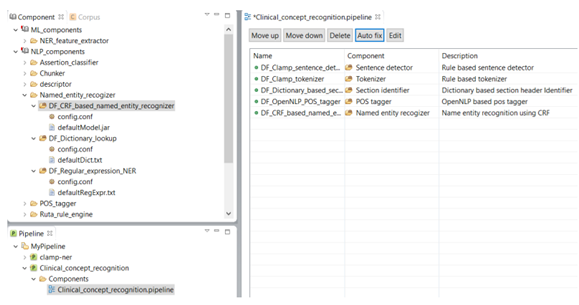 Component
Corpus
ML_components
NER_feature_extractor
NLP_components
Assertion_classifier
Chunker
descriptor
Named_entity_recogizer
DF_CRF_based_named_entity_recognizer
config.conf
defaultModel.jar
DF_Dictionary_lookup
config.conf
defaultDict.txt
DF_Regular_expression_NER
config.conf
defaultRegExpr.txt
POS_tagger
Ruta_rule_engine
Pipeline
MyPipeline
clamp-ner
Clinical_concept_recognition
Components
Clinical_concept_recognition.pipeline
*Clinical_concept_recognition.pipeline
Move up Move down Delete Auto fix Edit
Name Component Description
DF_Clamp_sentence_det... Sentence detector Rule based sentence detector
DF_Clamp_tokenizer Tokenizer Rule based tokenizer
DF_Dictionary_based_sec... Section identifier Dictionary based section header Identifier
DF_OpenNLP_POS_tagger POS tagger OpenNLP based pos tagger
DF_CRF_based_named_e... Named entity recogizer Name entity recognition using CRF